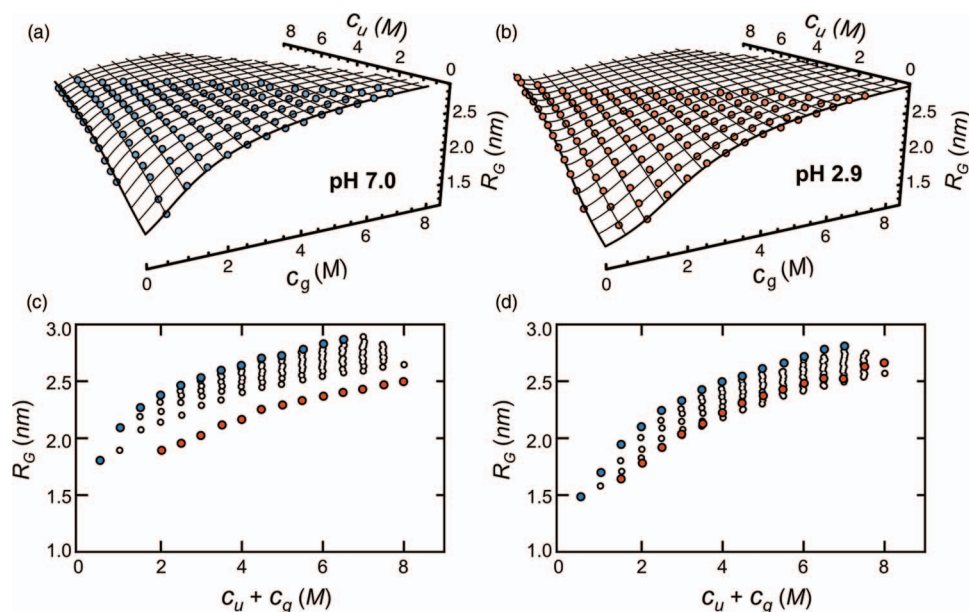 (a)
c_u (M)
8 6 4 2 0
2.5
2.0
1.5
R_G (nm)
pH 7.0
0 2 4 6 8
c_g (M)
(b)
c_u (M)
8 6 4 2 0
2.5
2.0
1.5
R_G (nm)
pH 2.9
0 2 4 6 8
c_g (M)
(c)
3.0
2.5
2.0
1.5
1.0
R_G (nm)
0 2 4 6 8
c_u + c_g (M)
(d)
3.0
2.5
2.0
1.5
1.0
R_G (nm)
0 2 4 6 8
c_u + c_g (M)